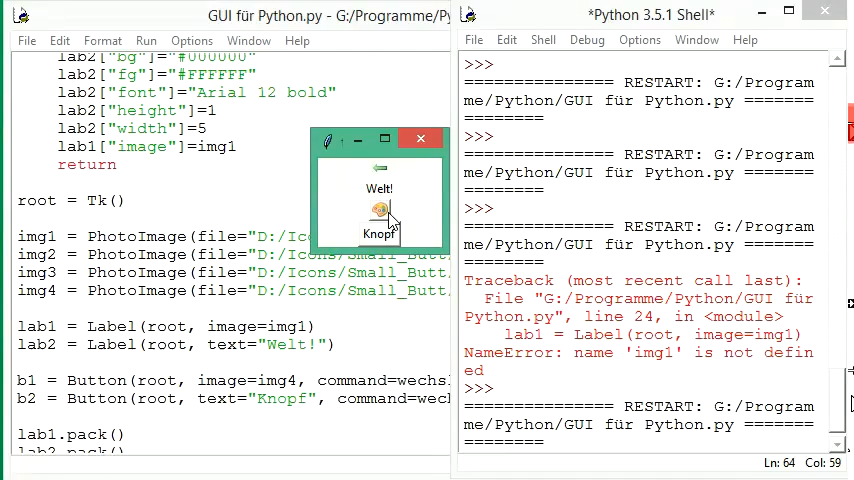 GUI für Python.py - G:/Programme/Py
File Edit Format Run Options Window Help
lab2["bg"]="#000000"
lab2["fg"]="#FFFFFF"
lab2["font"]="Arial 12 bold"
lab2["height"]=1
lab2["width"]=5
lab1["image"]=img1
return
root = Tk()
img1 = PhotoImage(file="D:/Ic
img2 = PhotoImage(file="D:/Ic
img3 = PhotoImage(file="D:/Icons/Small_Butt
img4 = PhotoImage(file="D:/Icons/Small_Butt
lab1 = Label(root, image=img1)
lab2 = Label(root, text="Welt!")
b1 = Button(root, image=img4, command=wechs
b2 = Button(root, text="Knopf", command=wec
lab1.pack()
lab2.pack()
Welt!
Knopf
*Python 3.5.1 Shell*
File Edit Shell Debug Options Window Help
>>>
=============== RESTART: G:/Program
me/Python/GUI für Python.py =======
========
>>>
=============== RESTART: G:/Program
me/Python/GUI für Python.py =======
========
>>>
=============== RESTART: G:/Program
me/Python/GUI für Python.py =======
========
Traceback (most recent call last):
File "G:/Programme/Python/GUI für
Python.py", line 24, in <module>
lab1 = Label(root, image=img1)
NameError: name 'img1' is not defin
ed
>>>
=============== RESTART: G:/Program
me/Python/GUI für Python.py =======
========
Ln: 64 Col: 59